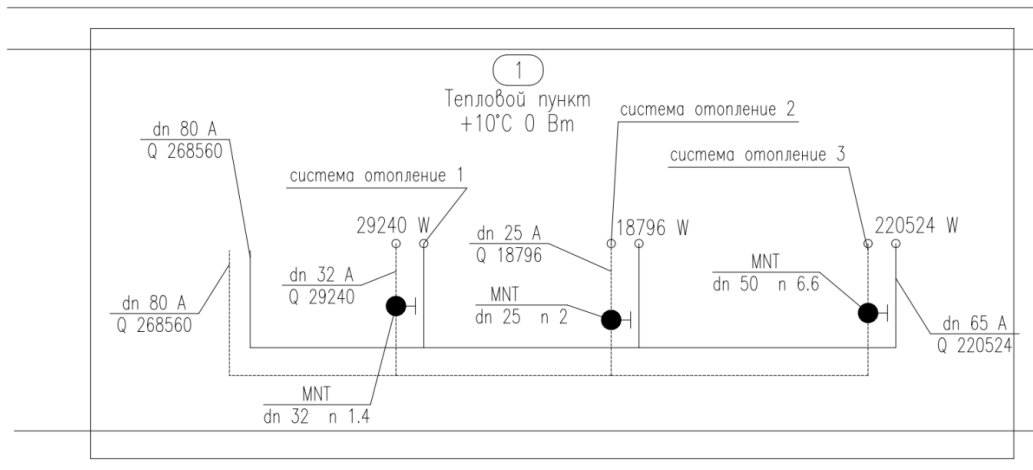 1
Тепловой пункт
+10°C 0 Вт
система отопление 2
dn 80 A
Q 268560
система отопление 3
система отопление 1
29240 W
18796 W
220524 W
dn 25 A
Q 18796
dn 32 A
Q 29240
MNT
dn 50 n 6.6
dn 80 A
Q 268560
MNT
dn 25 n 2
dn 65 A
Q 220524
MNT
dn 32 n 1.4